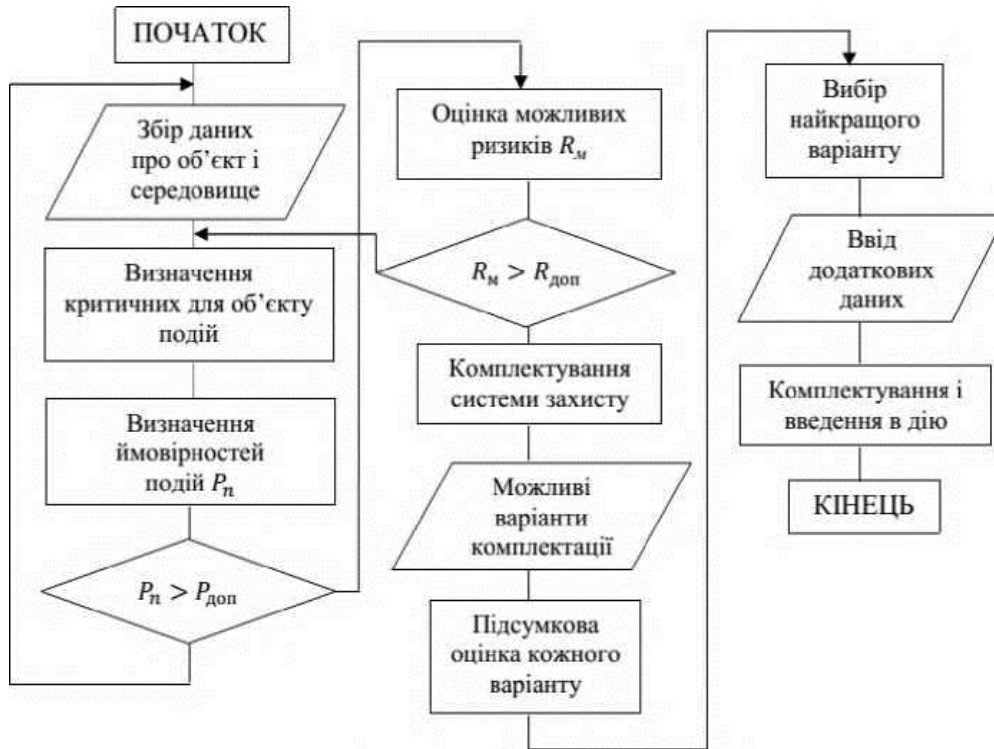 ПОЧАТОК
Збір даних
про об’єкт і
середовище
Визначення
критичних для об’єкту
подій
Визначення
ймовірностей
подій Pп
Pп > Pдоп
Оцінка можливих
ризиків Rм
Rм > Rдоп
Комплектування
системи захисту
Можливі
варіанти
комплектації
Підсумкова
оцінка кожного
варіанту
Вибір
найкращого
варіанту
Ввід
додаткових
даних
Комплектування і
введення в дію
КІНЕЦЬ